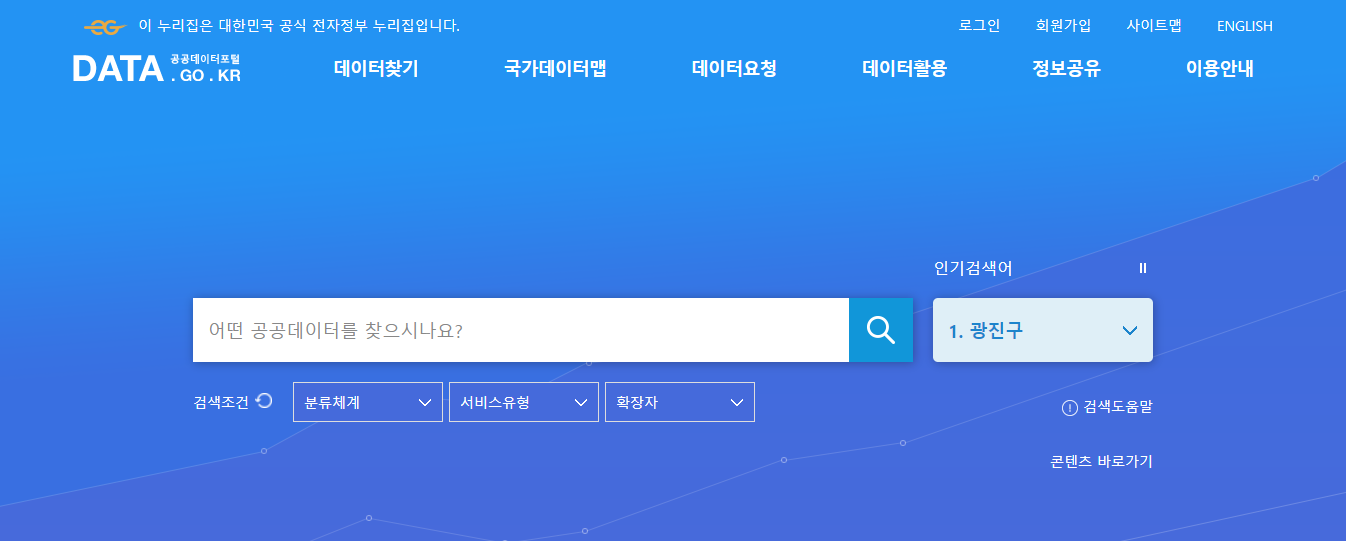 이 누리집은 대한민국 공식 전자정부 누리집입니다.
로그인 회원가입 사이트맵 ENGLISH
DATA 공공데이터포털 . GO . KR
데이터찾기 국가데이터맵 데이터요청 데이터활용 정보공유 이용안내
인기검색어
어떤 공공데이터를 찾으시나요?
1. 광진구
검색조건 분류체계 서비스유형 확장자
검색도움말
콘텐츠 바로가기